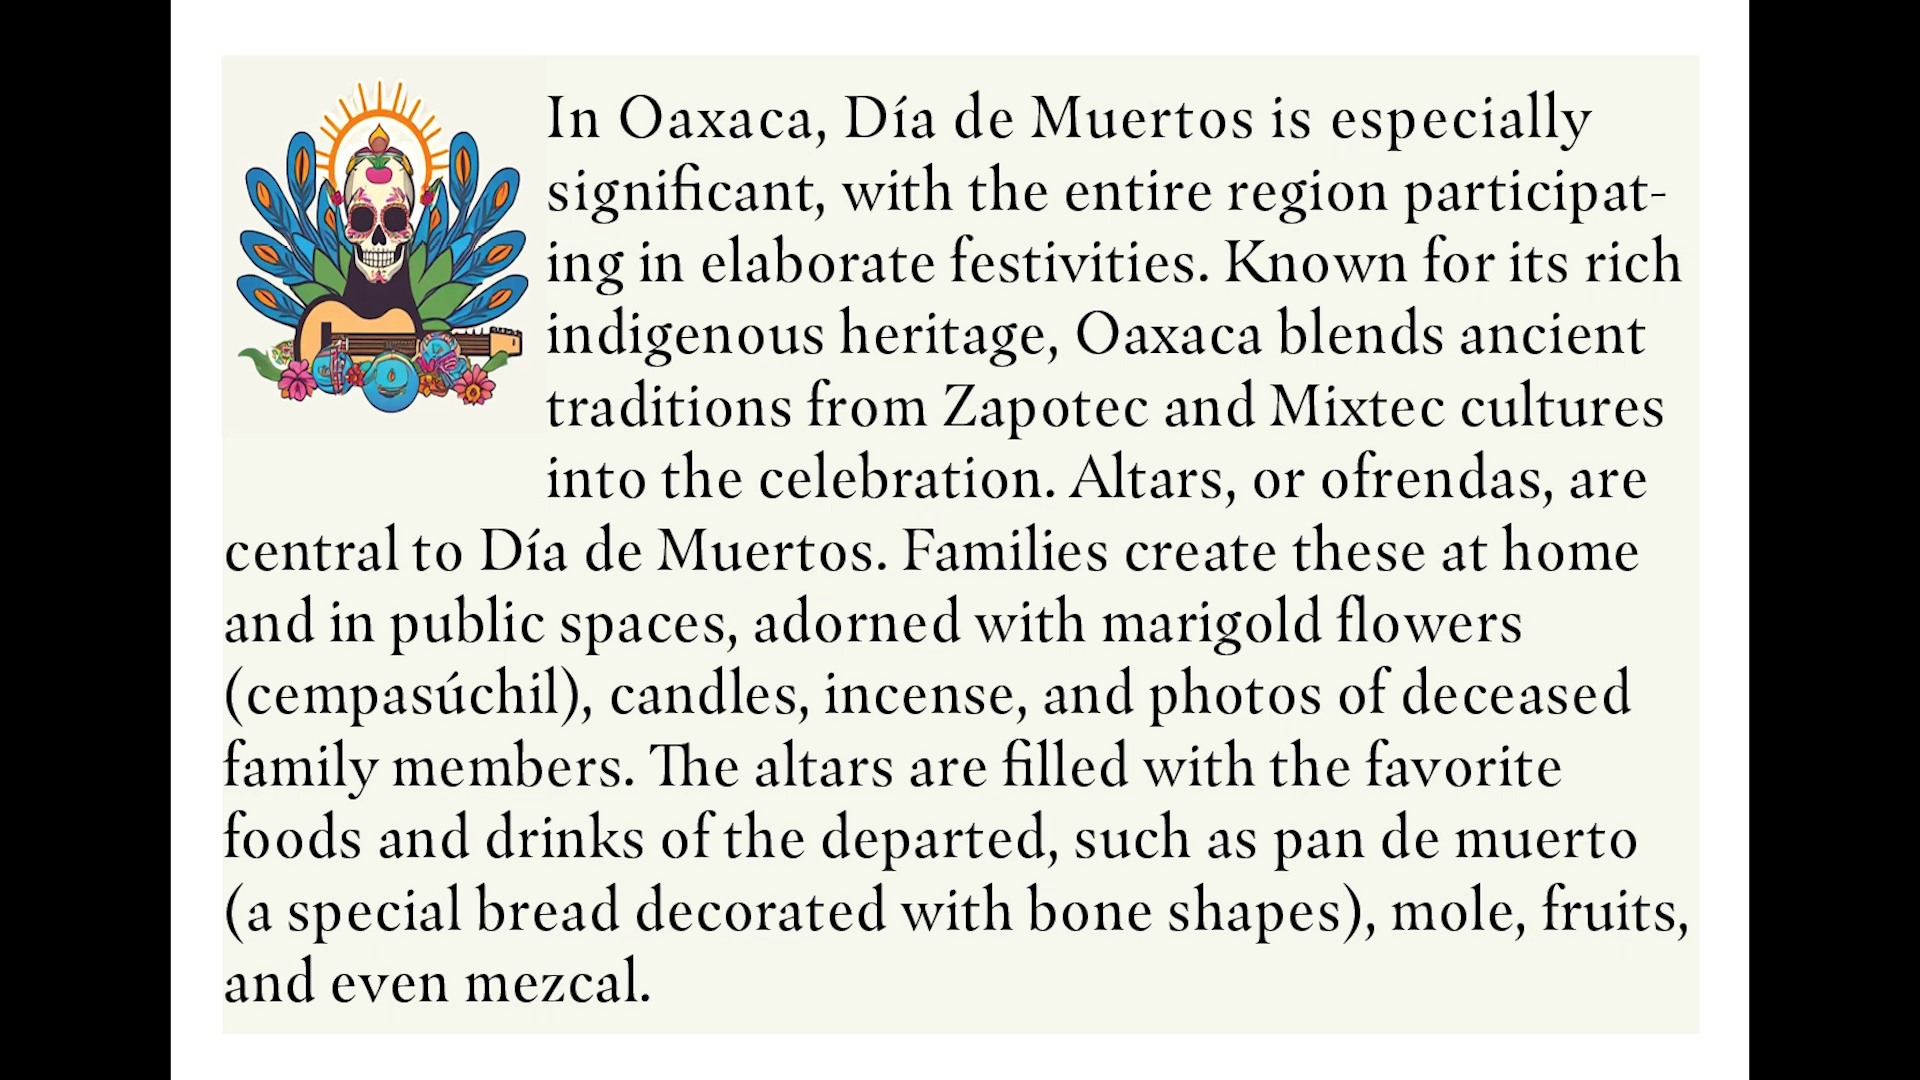 In Oaxaca, Día de Muertos is especially
significant, with the entire region participat-
ing in elaborate festivities. Known for its rich
indigenous heritage, Oaxaca blends ancient
traditions from Zapotec and Mixtec cultures
into the celebration. Altars, or ofrendas, are
central to Día de Muertos. Families create these at home
and in public spaces, adorned with marigold flowers
(cempasúchil), candles, incense, and photos of deceased
family members. The altars are filled with the favorite
foods and drinks of the departed, such as pan de muerto
(a special bread decorated with bone shapes), mole, fruits,
and even mezcal.